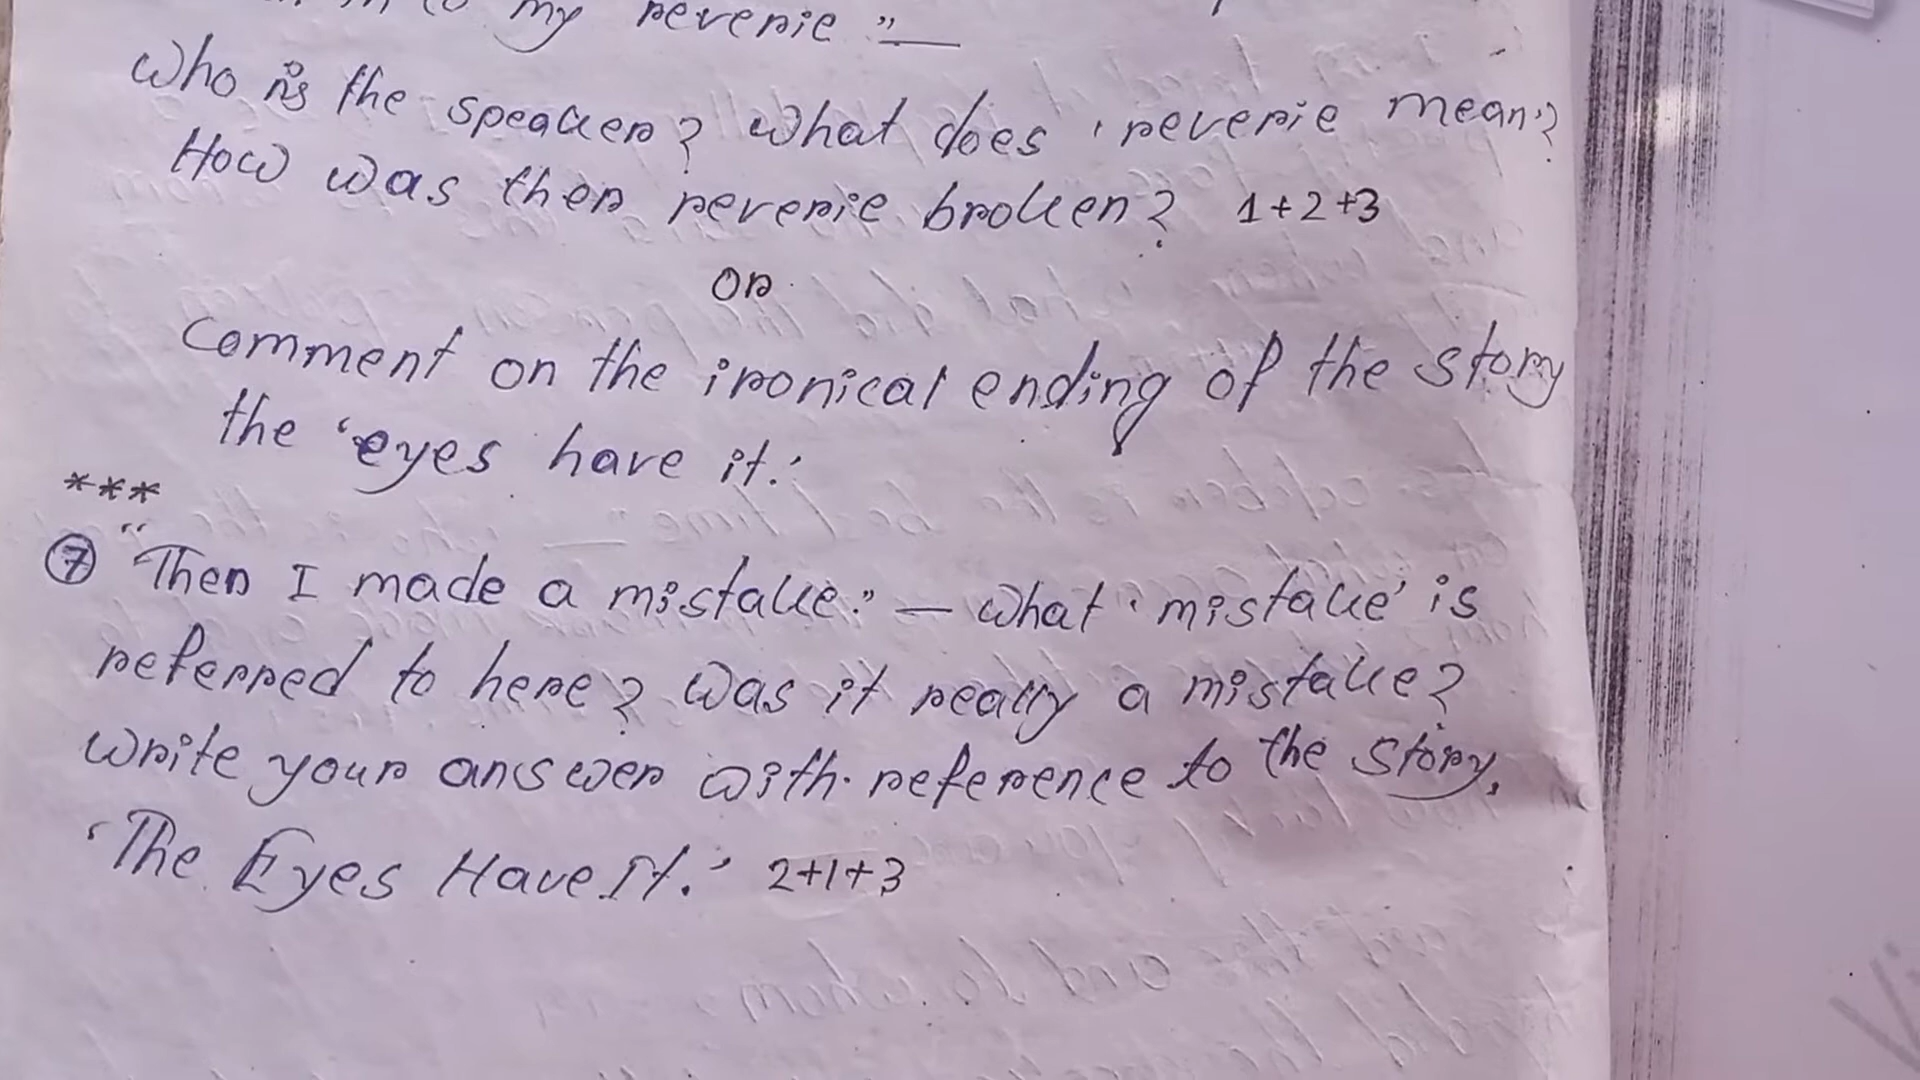 to my reverie "—
Who is the speaker? What does 'reverie mean'?
How was then reverie broken? 1+2+3
OR
Comment on the ironical ending of the story
the 'eyes have it.'
***
⑦ "Then I made a mistake." — What 'mistake' is
referred to here? Was it really a mistake?
Write your answer with reference to the story,
'The Eyes Have It.' 2+1+3